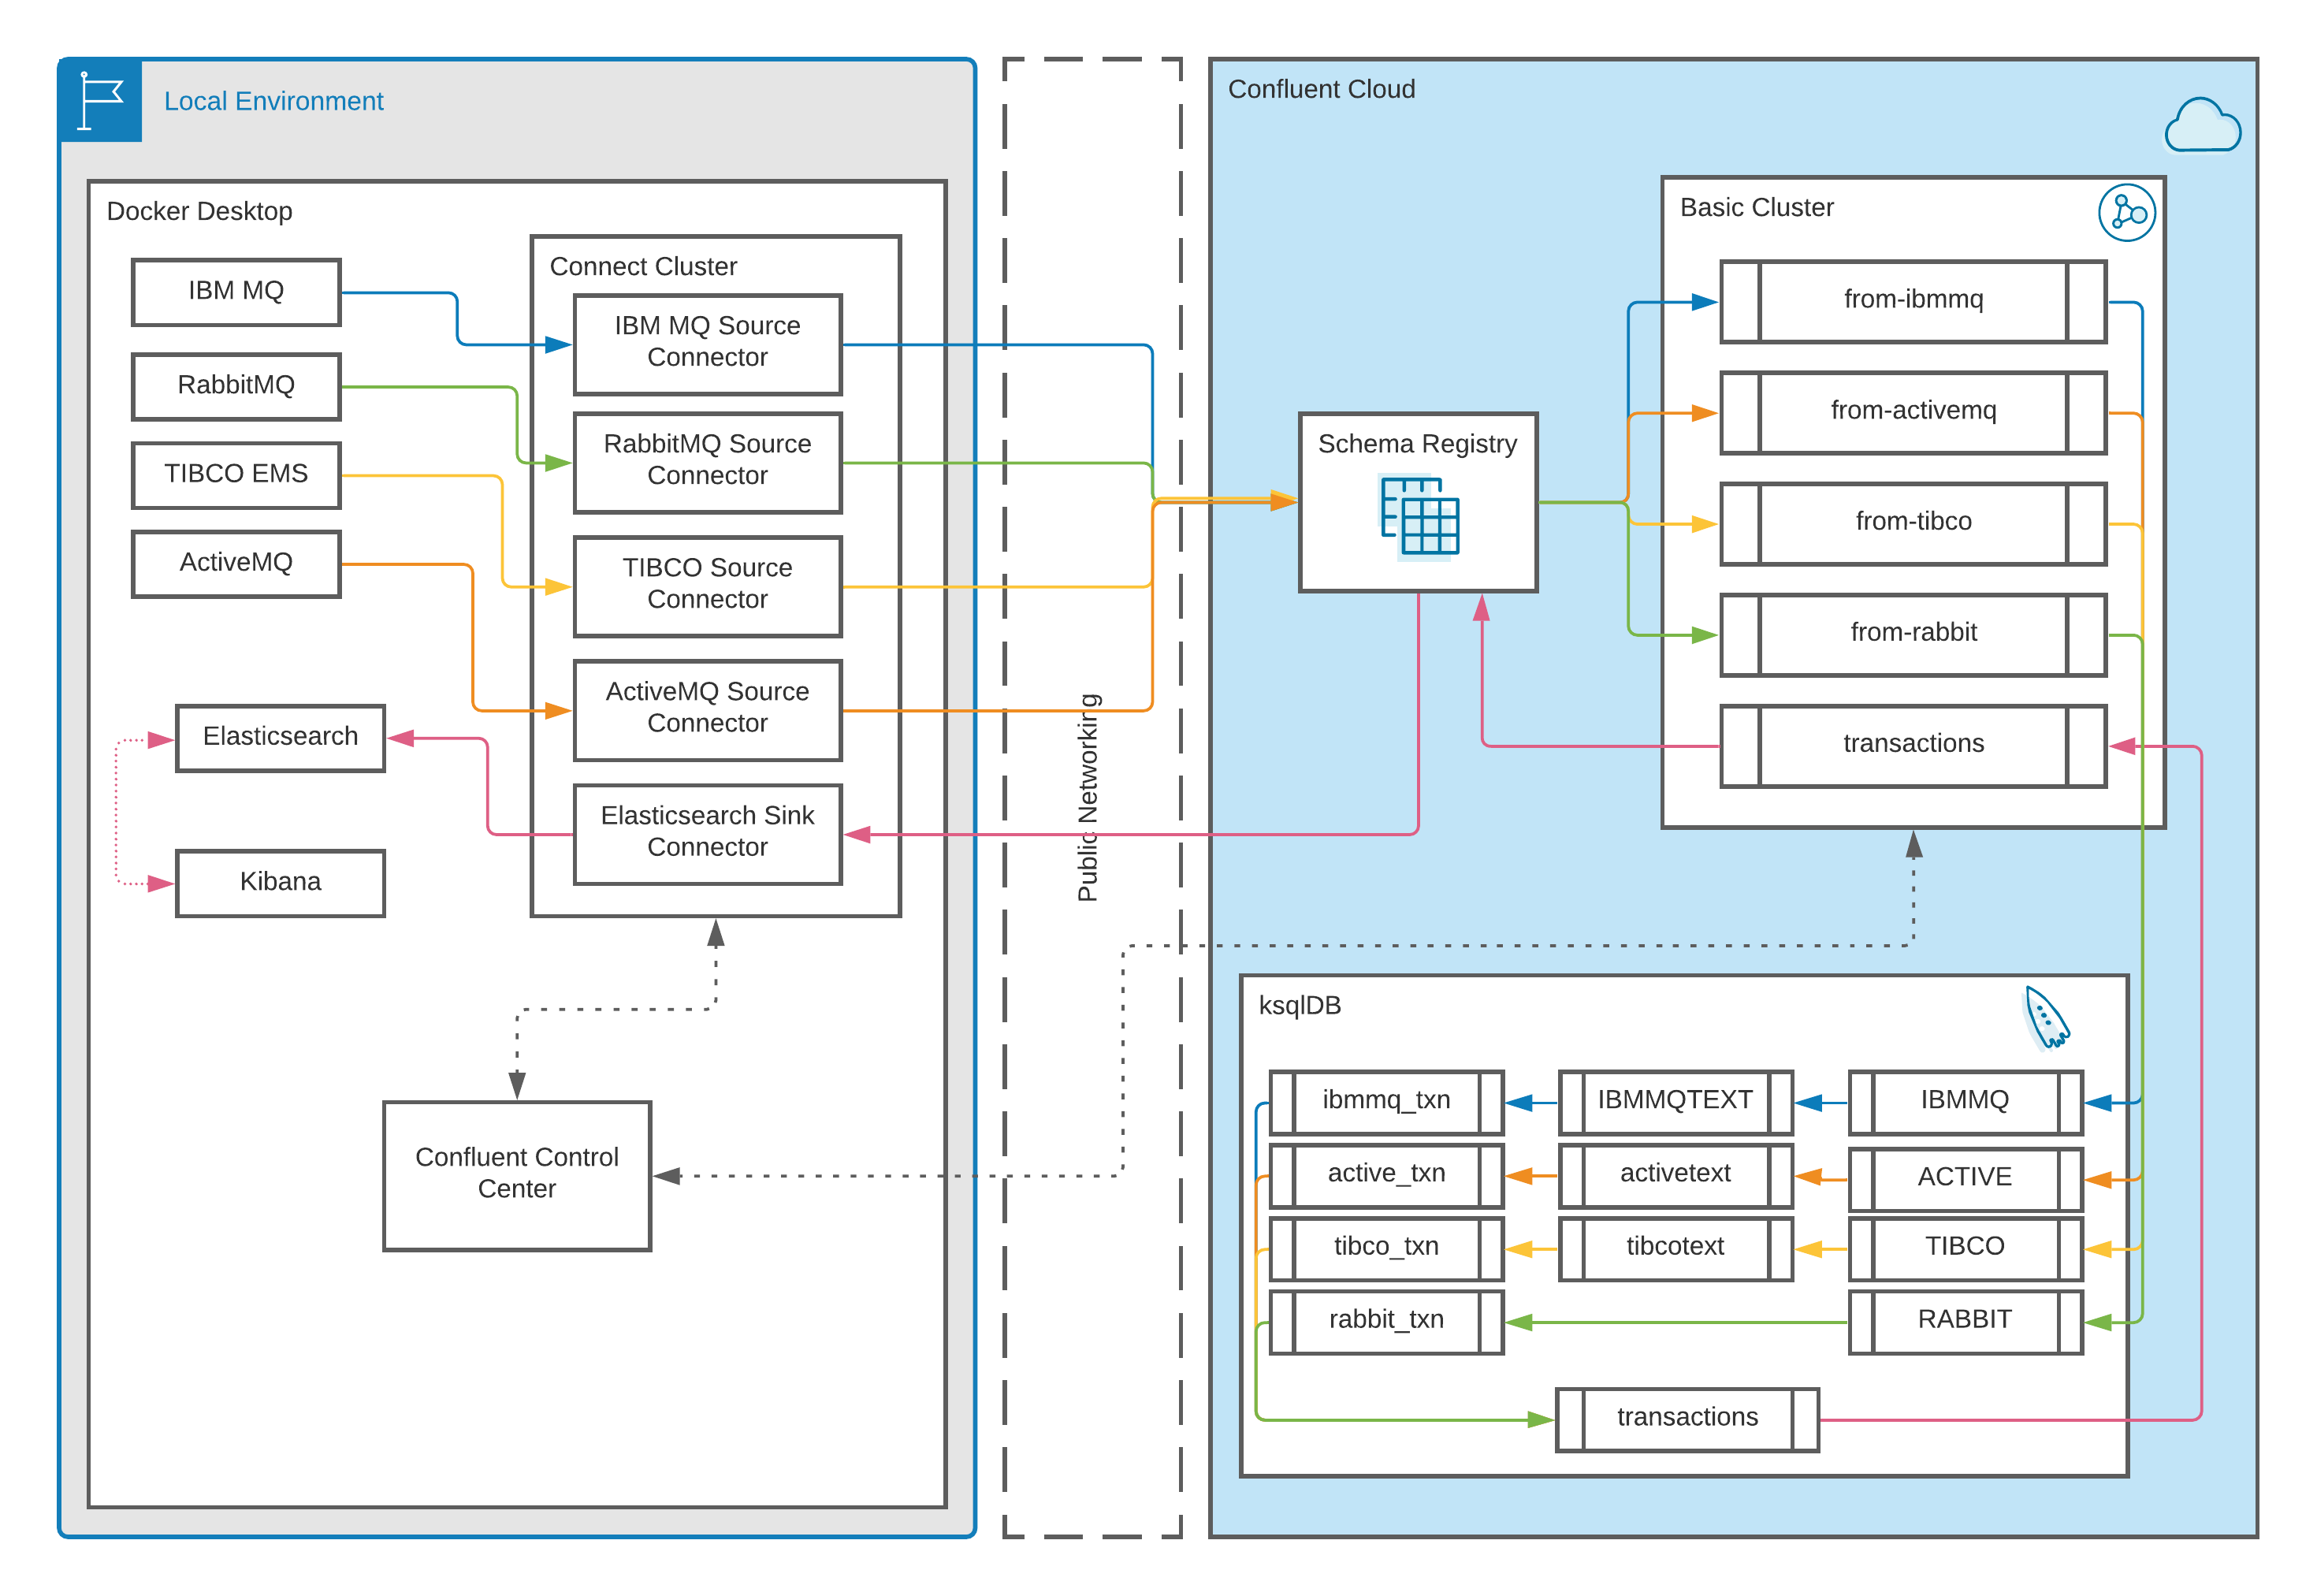 Local Environment
Docker Desktop
IBM MQ
RabbitMQ
TIBCO EMS
ActiveMQ
Elasticsearch
Kibana
Connect Cluster
IBM MQ Source
Connector
RabbitMQ Source
Connector
TIBCO Source
Connector
ActiveMQ Source
Connector
Elasticsearch Sink
Connector
Confluent Control
Center
Public Networking
Confluent Cloud
Schema Registry
Basic Cluster
from-ibmmq
from-activemq
from-tibco
from-rabbit
transactions
ksqlDB
ibmmq_txn
IBMMQTEXT
IBMMQ
active_txn
activetext
ACTIVE
tibco_txn
tibcotext
TIBCO
rabbit_txn
RABBIT
transactions